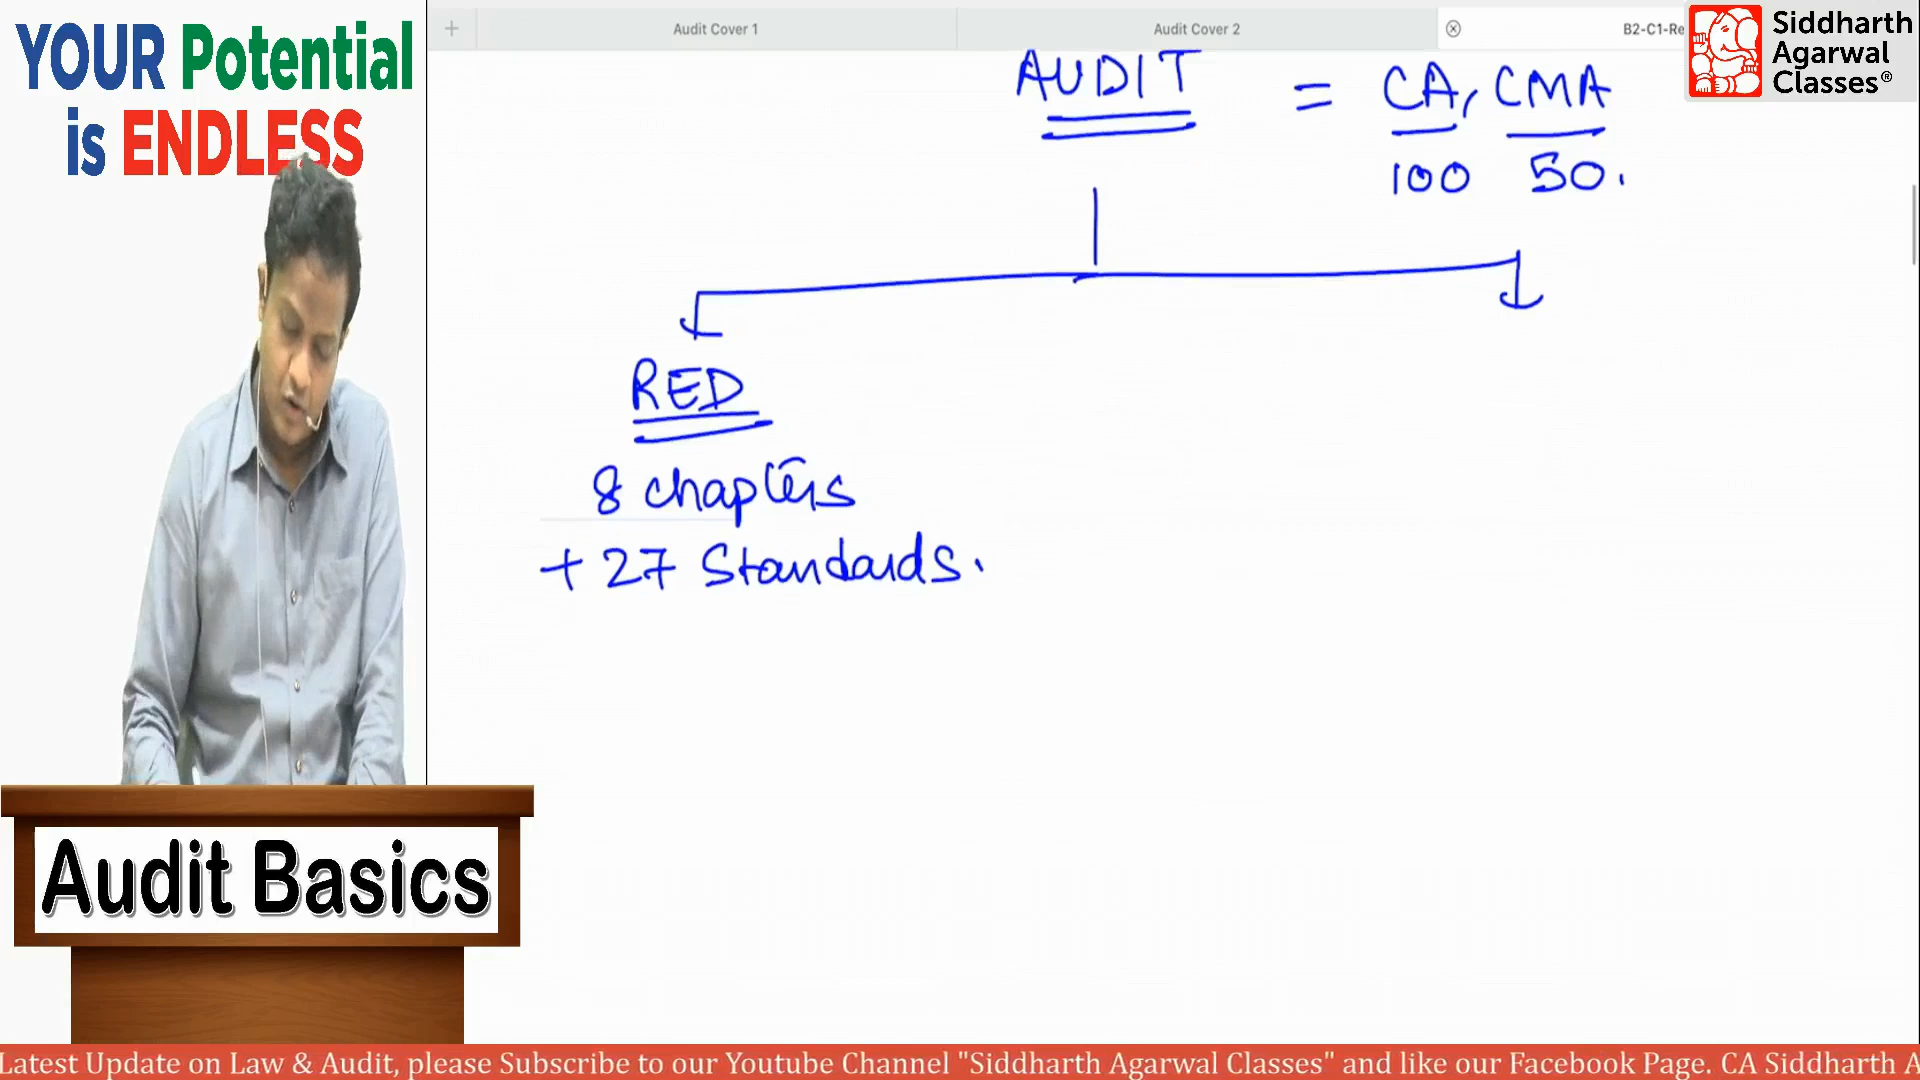 YOUR Potential
is ENDLESS
Audit Cover 1
Audit Cover 2
B2-C1-Re
Siddharth
Agarwal
Classes®
AUDIT = CA, CMA
100 50.
RED
8 chapters
+ 27 Standards.
Audit Basics
Latest Update on Law & Audit, please Subscribe to our Youtube Channel "Siddharth Agarwal Classes" and like our Facebook Page. CA Siddharth A